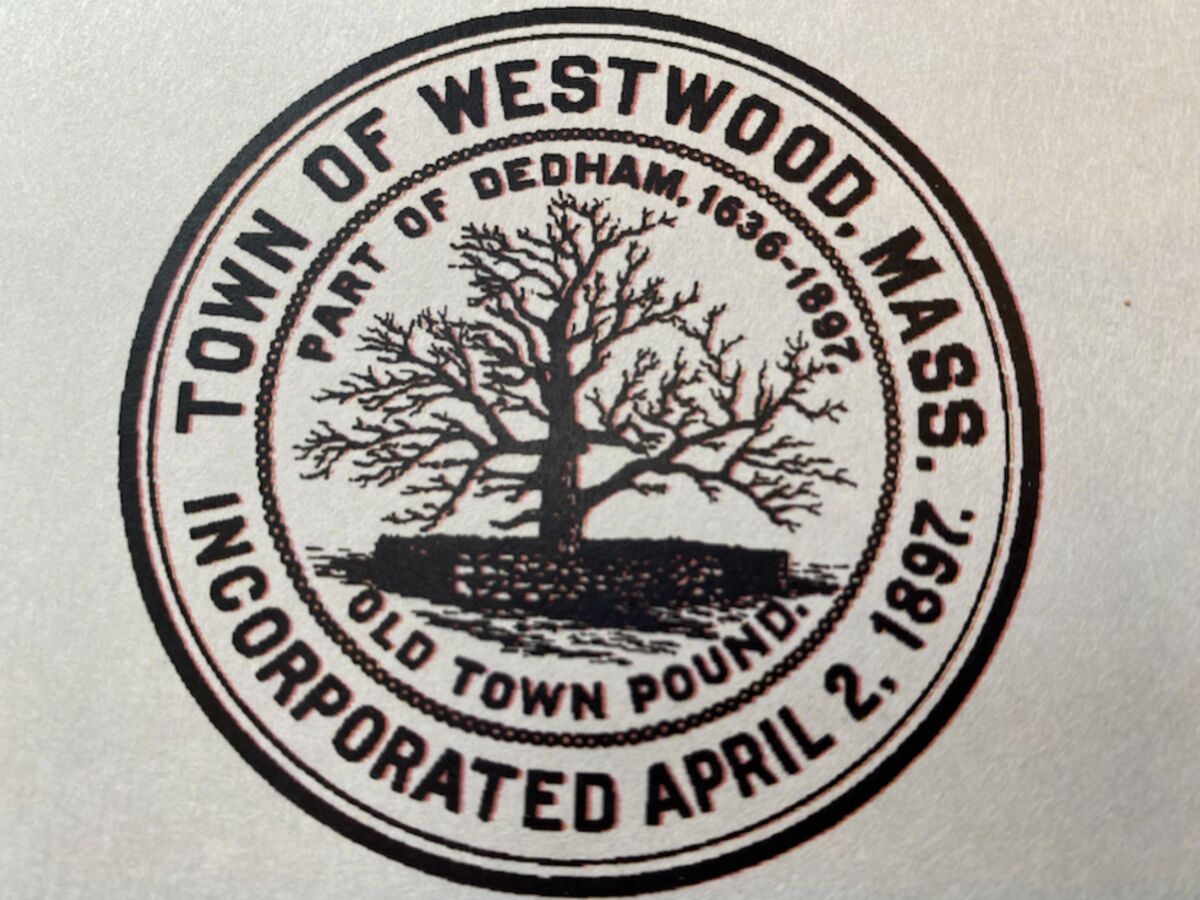 TOWN OF WESTWOOD, MASS.
PART OF DEDHAM, 1636-1897.
OLD TOWN POUND.
INCORPORATED APRIL 2, 1897.